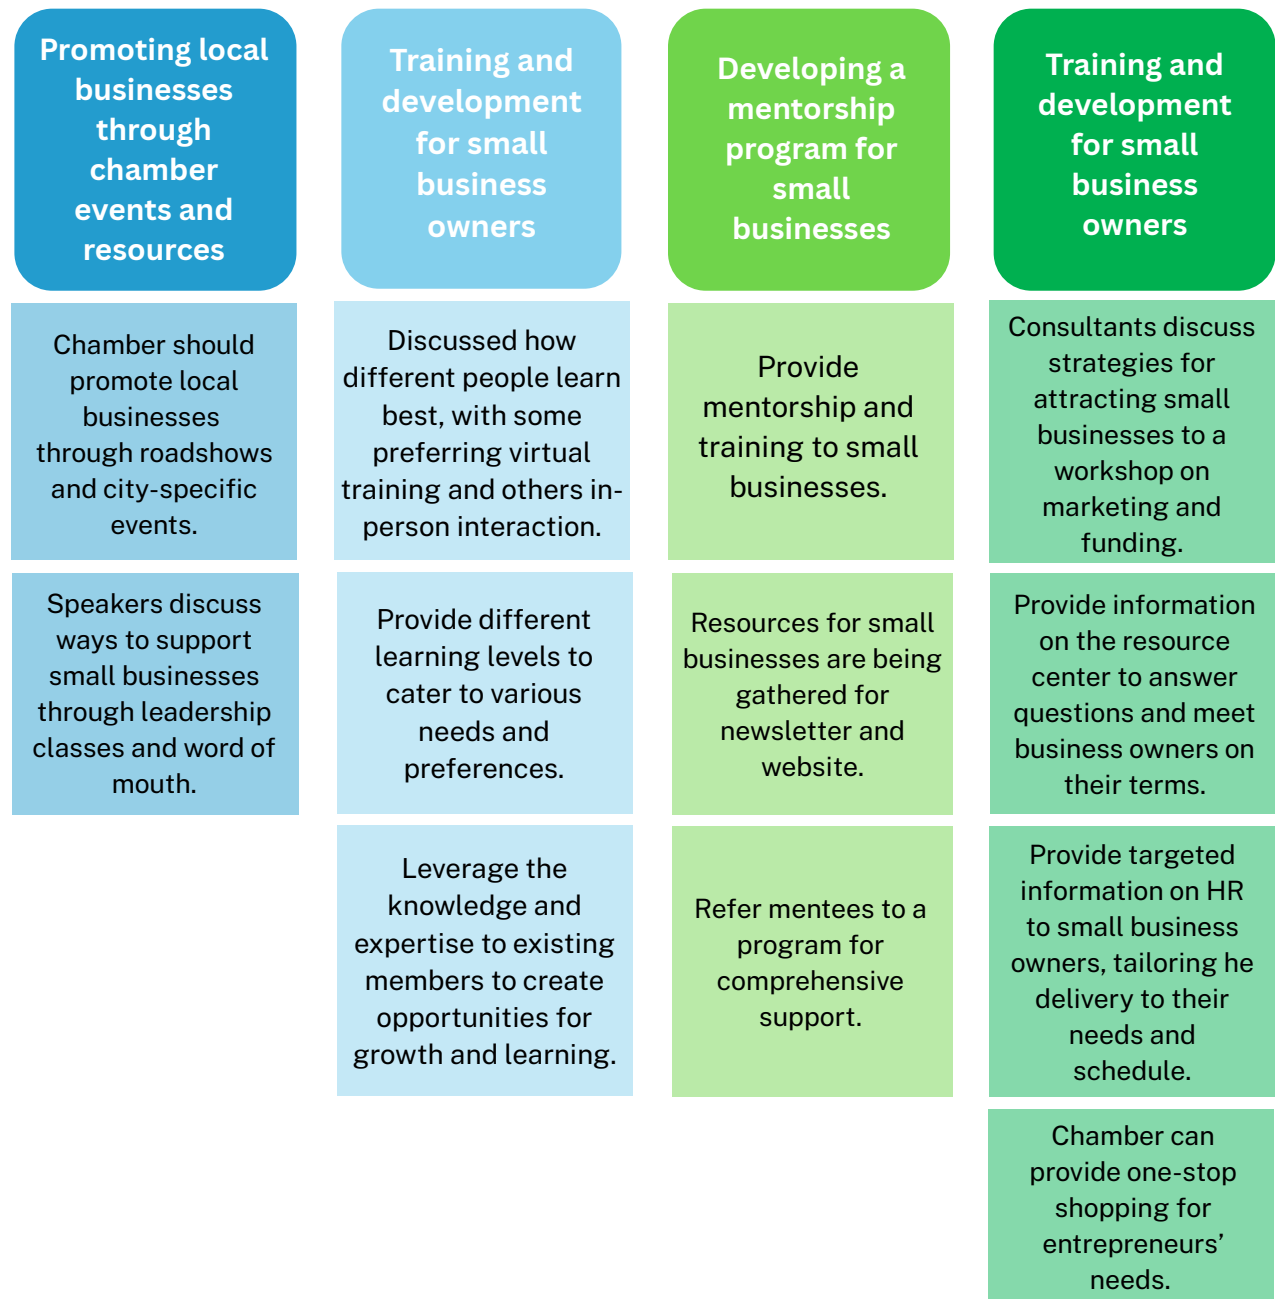 Promoting local
businesses
through
chamber
events and
resources
Chamber should
promote local
businesses
through roadshows
and city-specific
events.
Speakers discuss
ways to support
small businesses
through leadership
classes and word of
mouth.
Training and
development
for small
business
owners
Discussed how
different people learn
best, with some
preferring virtual
training and others in-
person interaction.
Provide different
learning levels to
cater to various
needs and
preferences.
Leverage the
knowledge and
expertise to existing
members to create
opportunities for
growth and learning.
Developing a
mentorship
program for
small
businesses
Provide
mentorship and
training to small
businesses.
Resources for small
businesses are being
gathered for
newsletter and
website.
Refer mentees to a
program for
comprehensive
support.
Training and
development
for small
business
owners
Consultants discuss
strategies for
attracting small
businesses to a
workshop on
marketing and
funding.
Provide information
on the resource
center to answer
questions and meet
business owners on
their terms.
Provide targeted
information on HR
to small business
owners, tailoring he
delivery to their
needs and
schedule.
Chamber can
provide one-stop
shopping for
entrepreneurs’
needs.